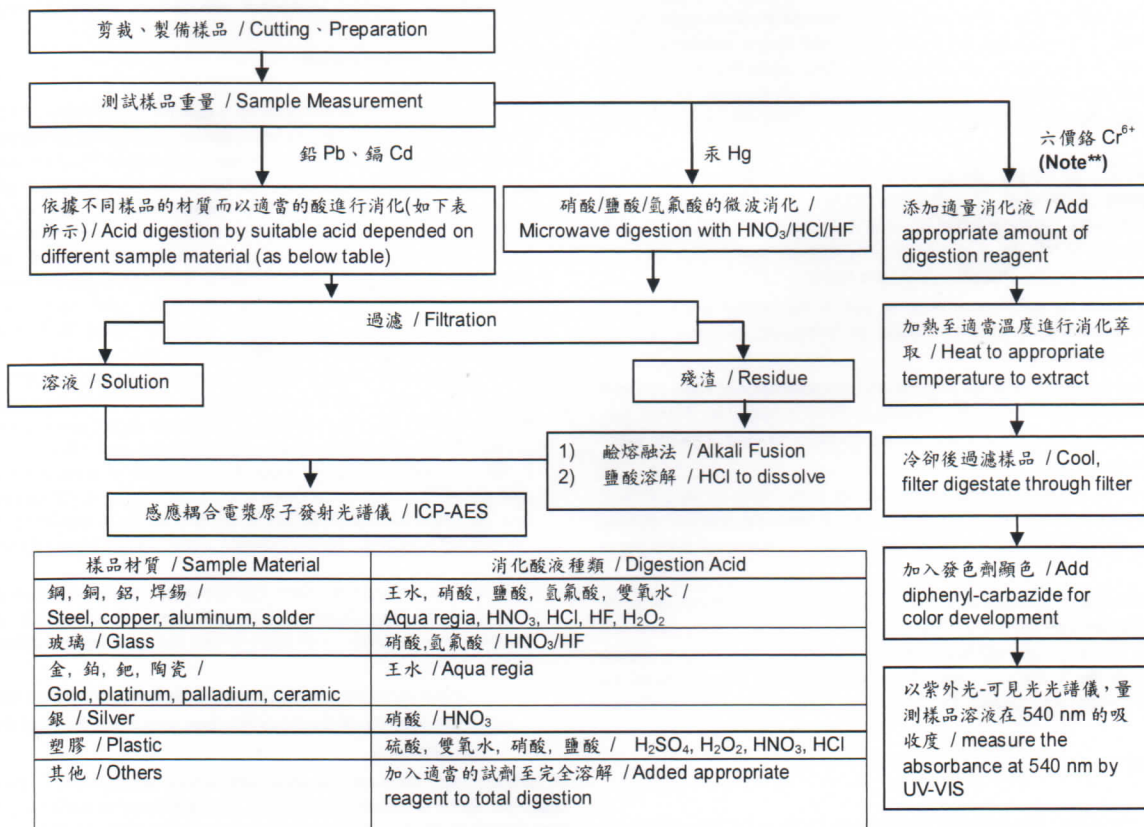 剪裁、製備樣品 / Cutting、Preparation
測試樣品重量 / Sample Measurement
鉛 Pb、鎘 Cd
汞 Hg
六價鉻 Cr⁶⁺
(Note**)
依據不同樣品的材質而以適當的酸進行消化(如下表
所示) / Acid digestion by suitable acid depended on
different sample material (as below table)
硝酸/鹽酸/氫氟酸的微波消化 /
Microwave digestion with HNO₃/HCl/HF
添加適量消化液 / Add
appropriate amount of
digestion reagent
過濾 / Filtration
加熱至適當溫度進行消化萃
取 / Heat to appropriate
temperature to extract
溶液 / Solution
殘渣 / Residue
1) 鹼熔融法 / Alkali Fusion
2) 鹽酸溶解 / HCl to dissolve
冷卻後過濾樣品 / Cool,
filter digestate through filter
感應耦合電漿原子發射光譜儀 / ICP-AES
加入發色劑顯色 / Add
diphenyl-carbazide for
color development
以紫外光-可見光光譜儀，量
測樣品溶液在 540 nm 的吸
收度 / measure the
absorbance at 540 nm by
UV-VIS
樣品材質 / Sample Material
消化酸液種類 / Digestion Acid
鋼, 銅, 鋁, 焊錫 /
Steel, copper, aluminum, solder
王水, 硝酸, 鹽酸, 氫氟酸, 雙氧水 /
Aqua regia, HNO₃, HCl, HF, H₂O₂
玻璃 / Glass
硝酸,氫氟酸 / HNO₃/HF
金, 鉑, 鈀, 陶瓷 /
Gold, platinum, palladium, ceramic
王水 / Aqua regia
銀 / Silver
硝酸 / HNO₃
塑膠 / Plastic
硫酸, 雙氧水, 硝酸, 鹽酸 / H₂SO₄, H₂O₂, HNO₃, HCl
其他 / Others
加入適當的試劑至完全溶解 / Added appropriate
reagent to total digestion